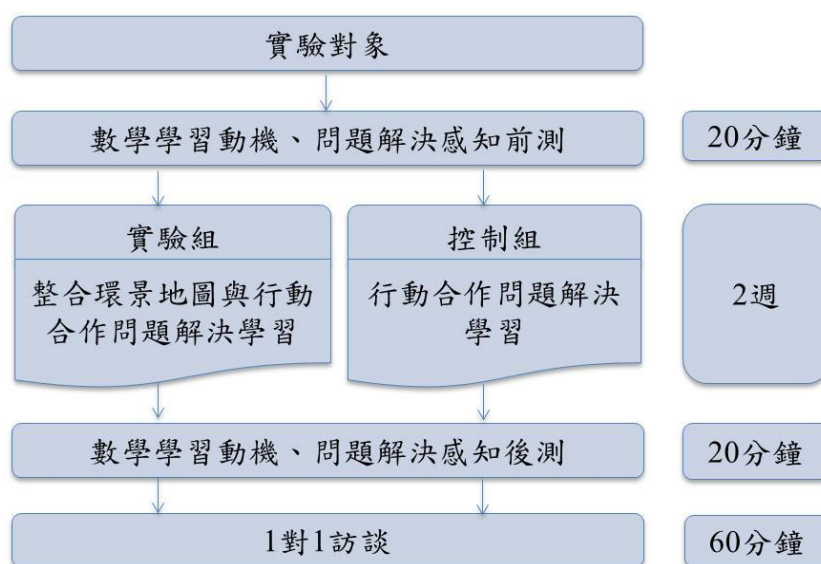 實驗對象
數學學習動機、問題解決感知前測
20分鐘
實驗組
整合環景地圖與行動
合作問題解決學習
控制組
行動合作問題解決
學習
2週
數學學習動機、問題解決感知後測
20分鐘
1對1訪談
60分鐘